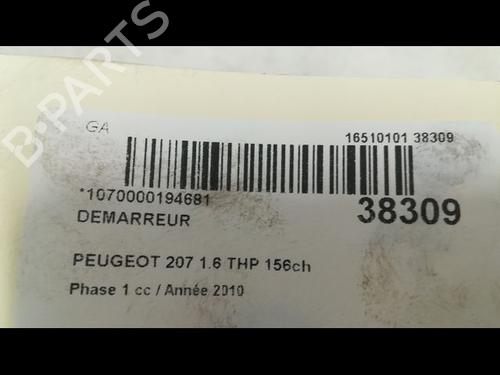 B-PARTS
GA
16510101 38309
*1070000194681
38309
DEMARREUR
PEUGEOT 207 1.6 THP 156ch
Phase 1 cc / Année 2010